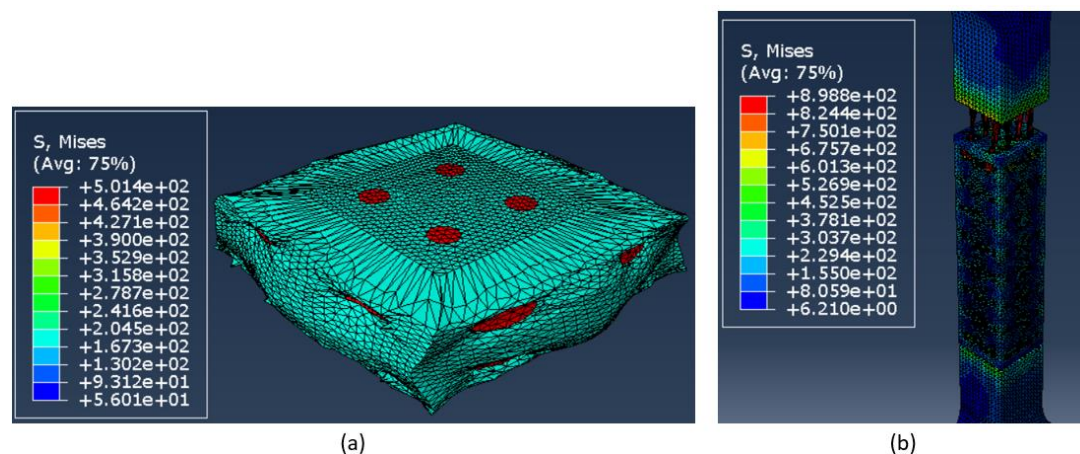 S, Mises
(Avg: 75%)
+5.014e+02
+4.642e+02
+4.271e+02
+3.900e+02
+3.529e+02
+3.158e+02
+2.787e+02
+2.416e+02
+2.045e+02
+1.673e+02
+1.302e+02
+9.312e+01
+5.601e+01
(a)
S, Mises
(Avg: 75%)
+8.988e+02
+8.244e+02
+7.501e+02
+6.757e+02
+6.013e+02
+5.269e+02
+4.525e+02
+3.781e+02
+3.037e+02
+2.294e+02
+1.550e+02
+8.059e+01
+6.210e+00
(b)